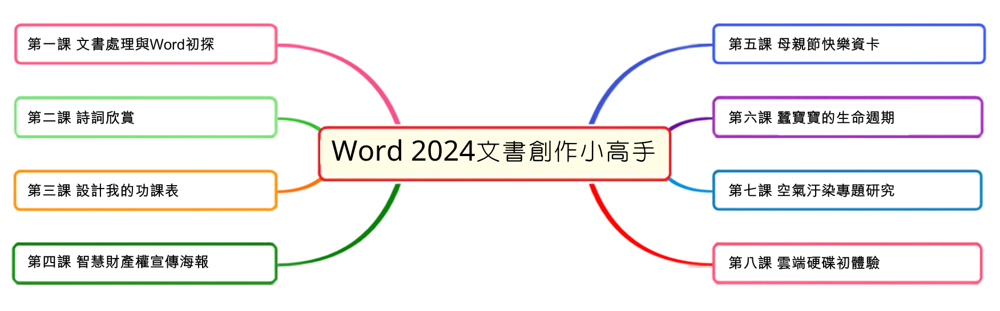 第一課 文書處理與Word初探
第二課 詩詞欣賞
第三課 設計我的功課表
第四課 智慧財產權宣傳海報
Word 2024文書創作小高手
第五課 母親節快樂資卡
第六課 蠶寶寶的生命週期
第七課 空氣汙染專題研究
第八課 雲端硬碟初體驗